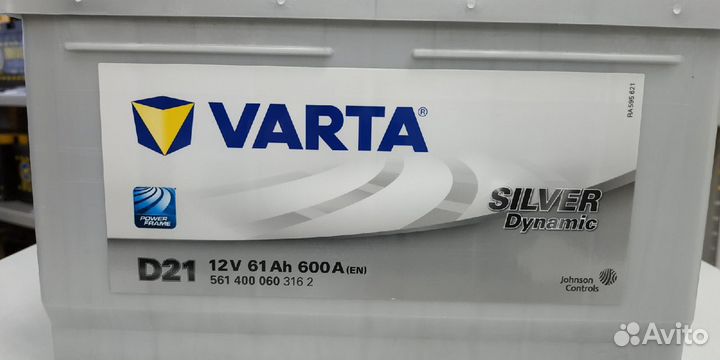 VARTA®
RA595 621
POWER
FRAME
SILVER
Dynamic
D21
12V 61Ah 600A (EN)
561 400 060 316 2
Johnson
Controls
Avito